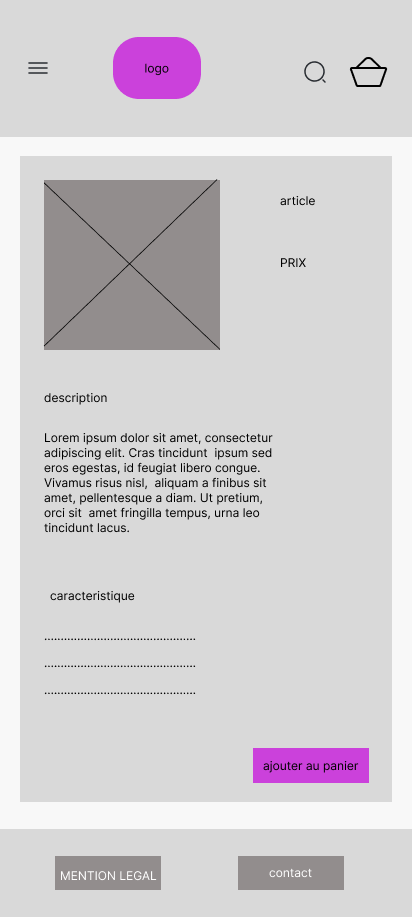 logo
article
PRIX
description
Lorem ipsum dolor sit amet, consectetur
adipiscing elit. Cras tincidunt  ipsum sed
eros egestas, id feugiat libero congue.
Vivamus risus nisl,  aliquam a finibus sit
amet, pellentesque a diam. Ut pretium,
orci sit  amet fringilla tempus, urna leo
tincidunt lacus.
caracteristique
..............................................
..............................................
..............................................
ajouter au panier
MENTION LEGAL
contact